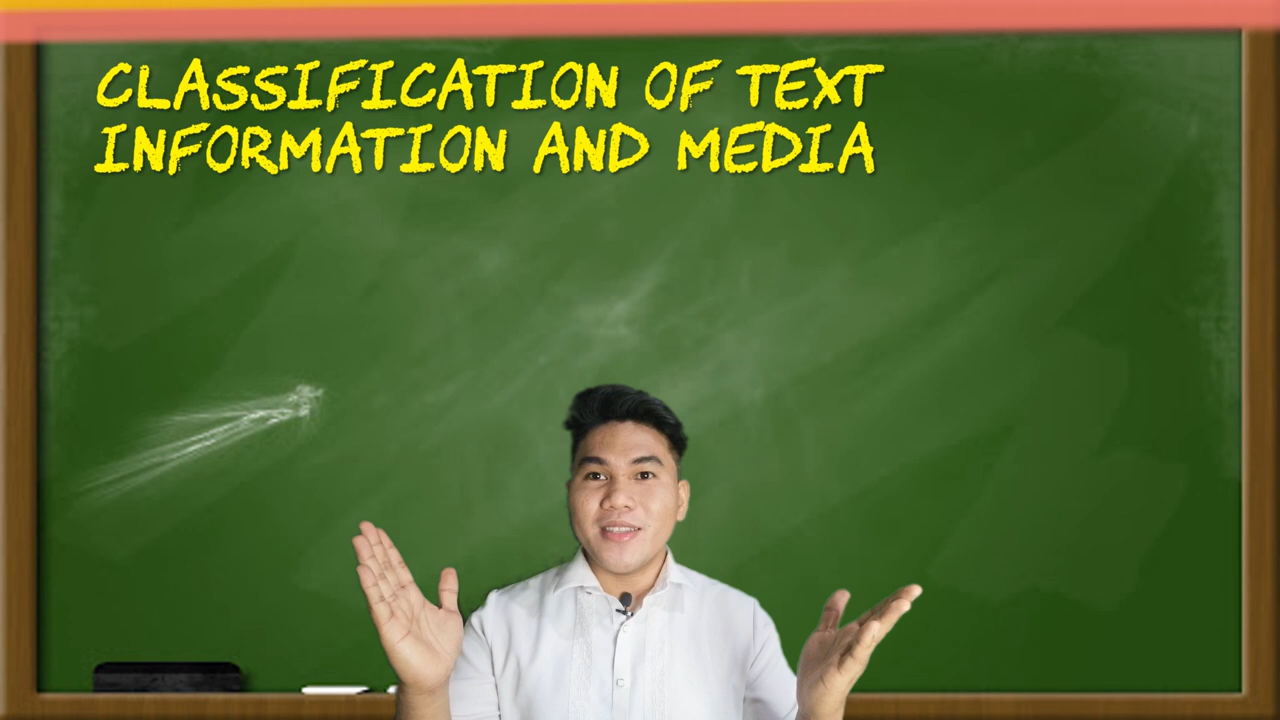 CLASSIFICATION OF TEXT
INFORMATION AND MEDIA